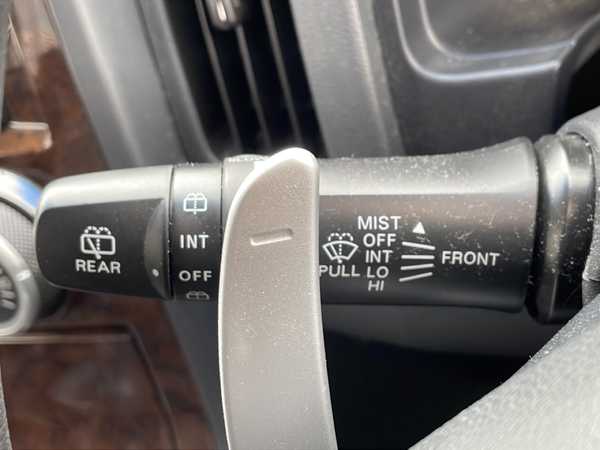 REAR
INT
OFF
PULL
MIST
OFF
INT
LO
HI
FRONT